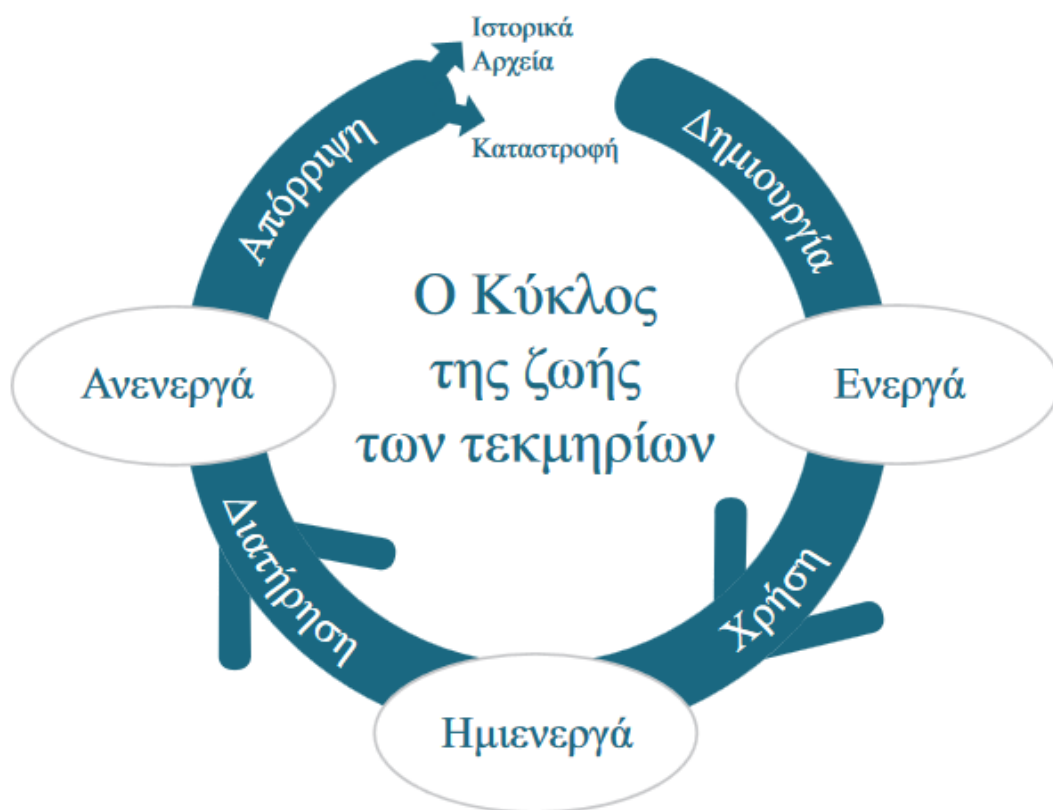 Ιστορικά
Αρχεία
Καταστροφή
Δημιουργία
Απόρριψη
Ο Κύκλος
της ζωής
των τεκμηρίων
Ανενεργά
Ενεργά
Διατήρηση
Χρήση
Ημιενεργά